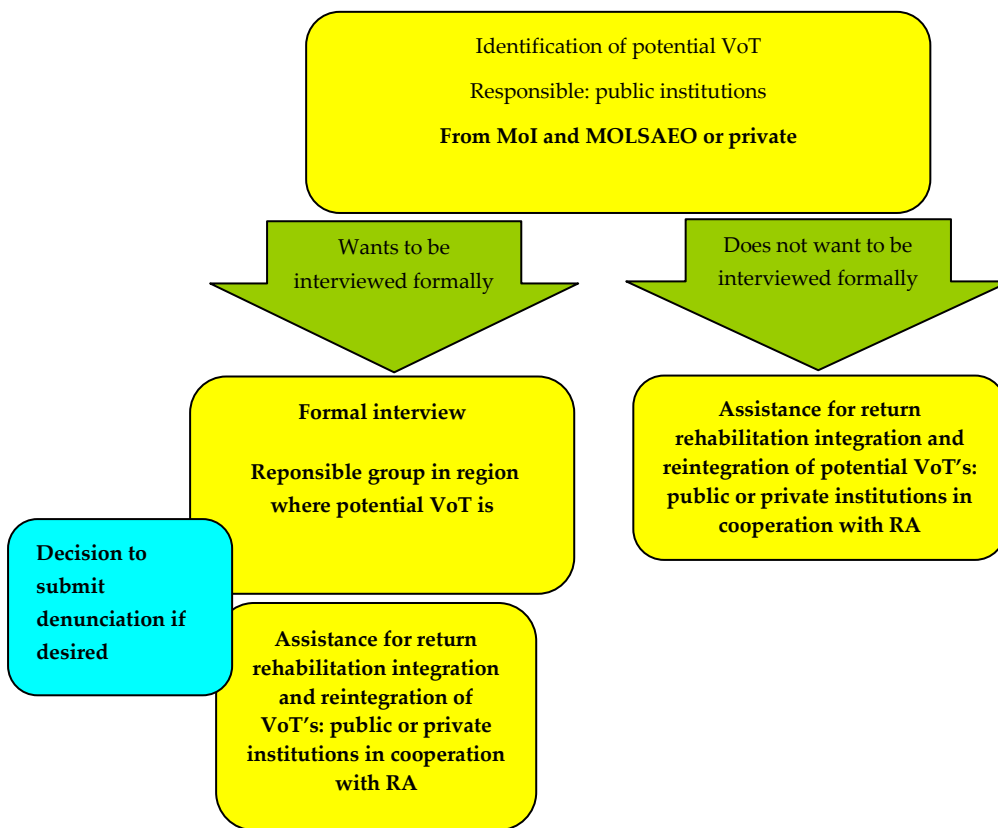 Identification of potential VoT
Responsible: public institutions
From MoI and MOLSAEO or private
Wants to be
interviewed formally
Does not want to be
interviewed formally
Formal interview
Reponsible group in region
where potential VoT is
Assistance for return
rehabilitation integration and
reintegration of potential VoT's:
public or private institutions in
cooperation with RA
Decision to
submit
denunciation if
desired
Assistance for return
rehabilitation integration
and reintegration of
VoT's: public or private
institutions in cooperation
with RA